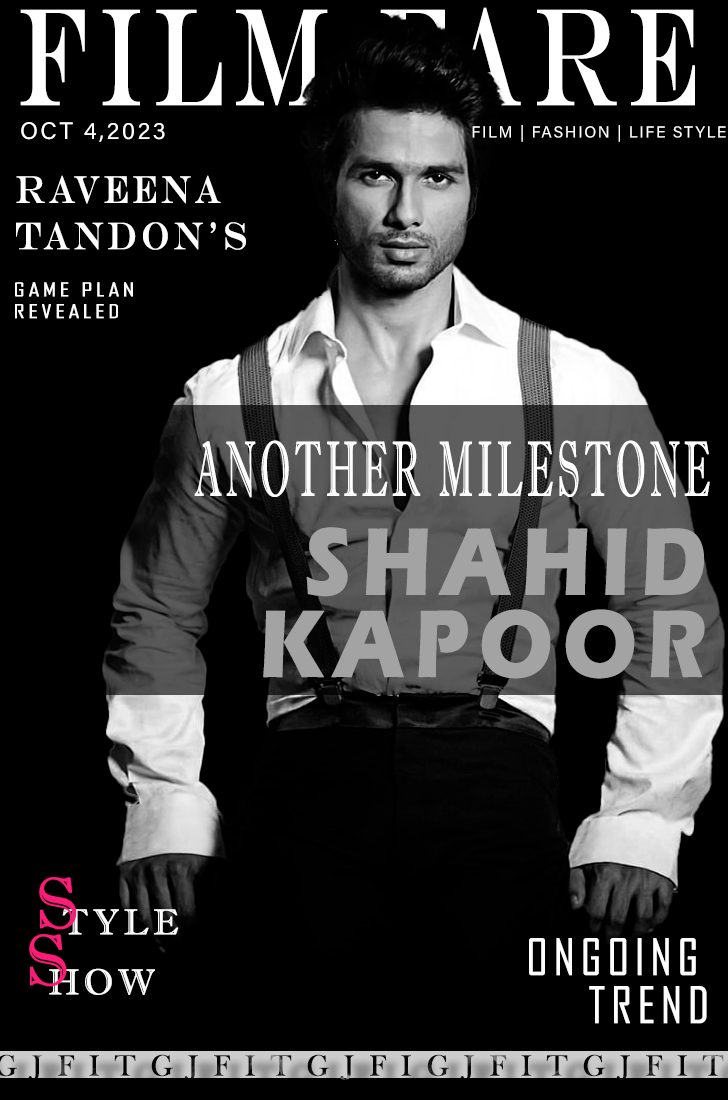 FILM FARE
OCT 4,2023
FILM | FASHION | LIFE STYLE
RAVEENA
TANDON'S
GAME PLAN
REVEALED
ANOTHER MILESTONE
SHAHID
KAPOOR
STYLE
SHOW
ONGOING
TREND
GJFITGJFITGJFIGJFITGJFIT